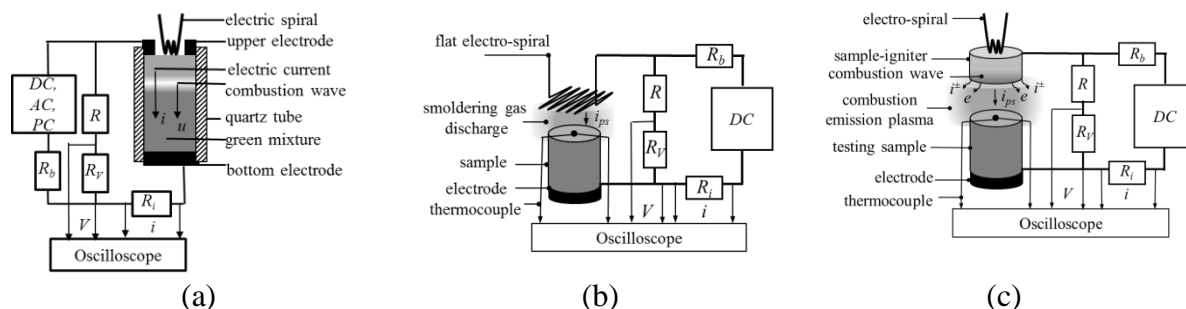 electric spiral
upper electrode
electric current
combustion wave
quartz tube
green mixture
bottom electrode
DC,
AC,
PC
R
R_b
R_V
i
u
R_i
V
i
Oscilloscope
(a)
flat electro-spiral
smoldering gas
discharge
i_ps
sample
electrode
thermocouple
R_b
R
R_V
DC
R_i
V
i
Oscilloscope
(b)
electro-spiral
sample-igniter
combustion wave
i± e e i±
combustion
emission plasma
i_ps
testing sample
electrode
thermocouple
R_b
R
R_V
DC
R_i
V
i
Oscilloscope
(c)